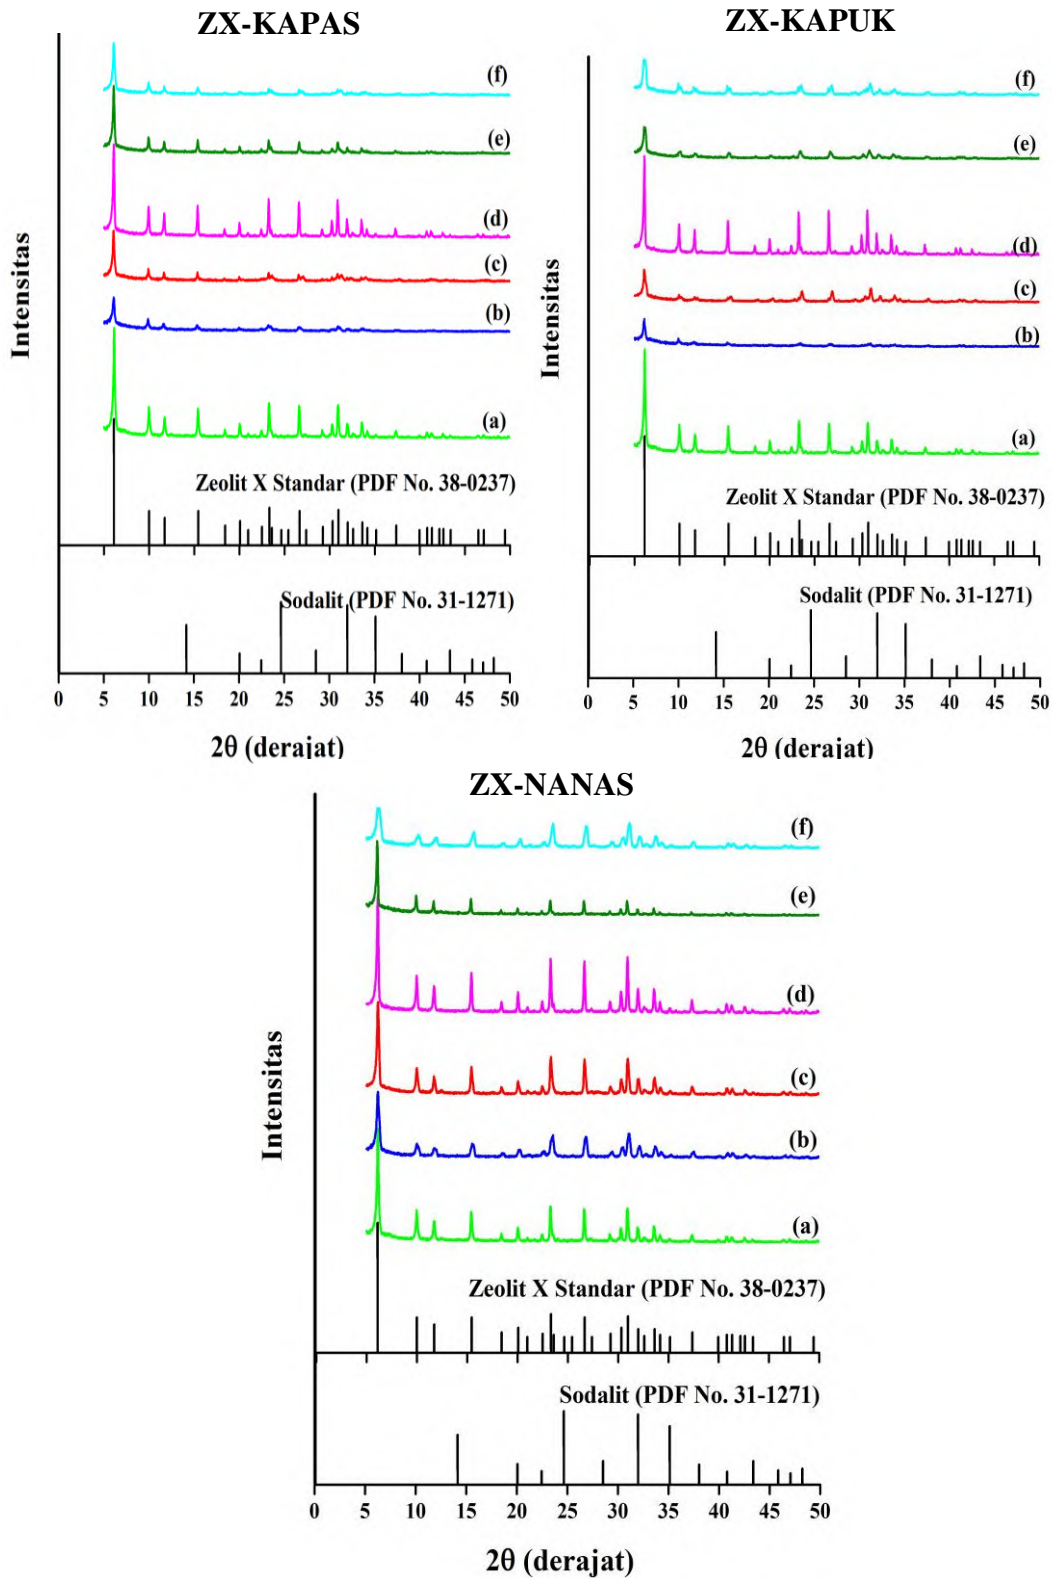 ZX-KAPAS
(f)
(e)
(d)
(c)
(b)
(a)
Zeolit X Standar (PDF No. 38-0237)
Sodalit (PDF No. 31-1271)
Intensitas
0 5 10 15 20 25 30 35 40 45 50
2θ (derajat)
ZX-KAPUK
(f)
(e)
(d)
(c)
(b)
(a)
Zeolit X Standar (PDF No. 38-0237)
Sodalit (PDF No. 31-1271)
Intensitas
0 5 10 15 20 25 30 35 40 45 50
2θ (derajat)
ZX-NANAS
(f)
(e)
(d)
(c)
(b)
(a)
Zeolit X Standar (PDF No. 38-0237)
Sodalit (PDF No. 31-1271)
Intensitas
0 5 10 15 20 25 30 35 40 45 50
2θ (derajat)